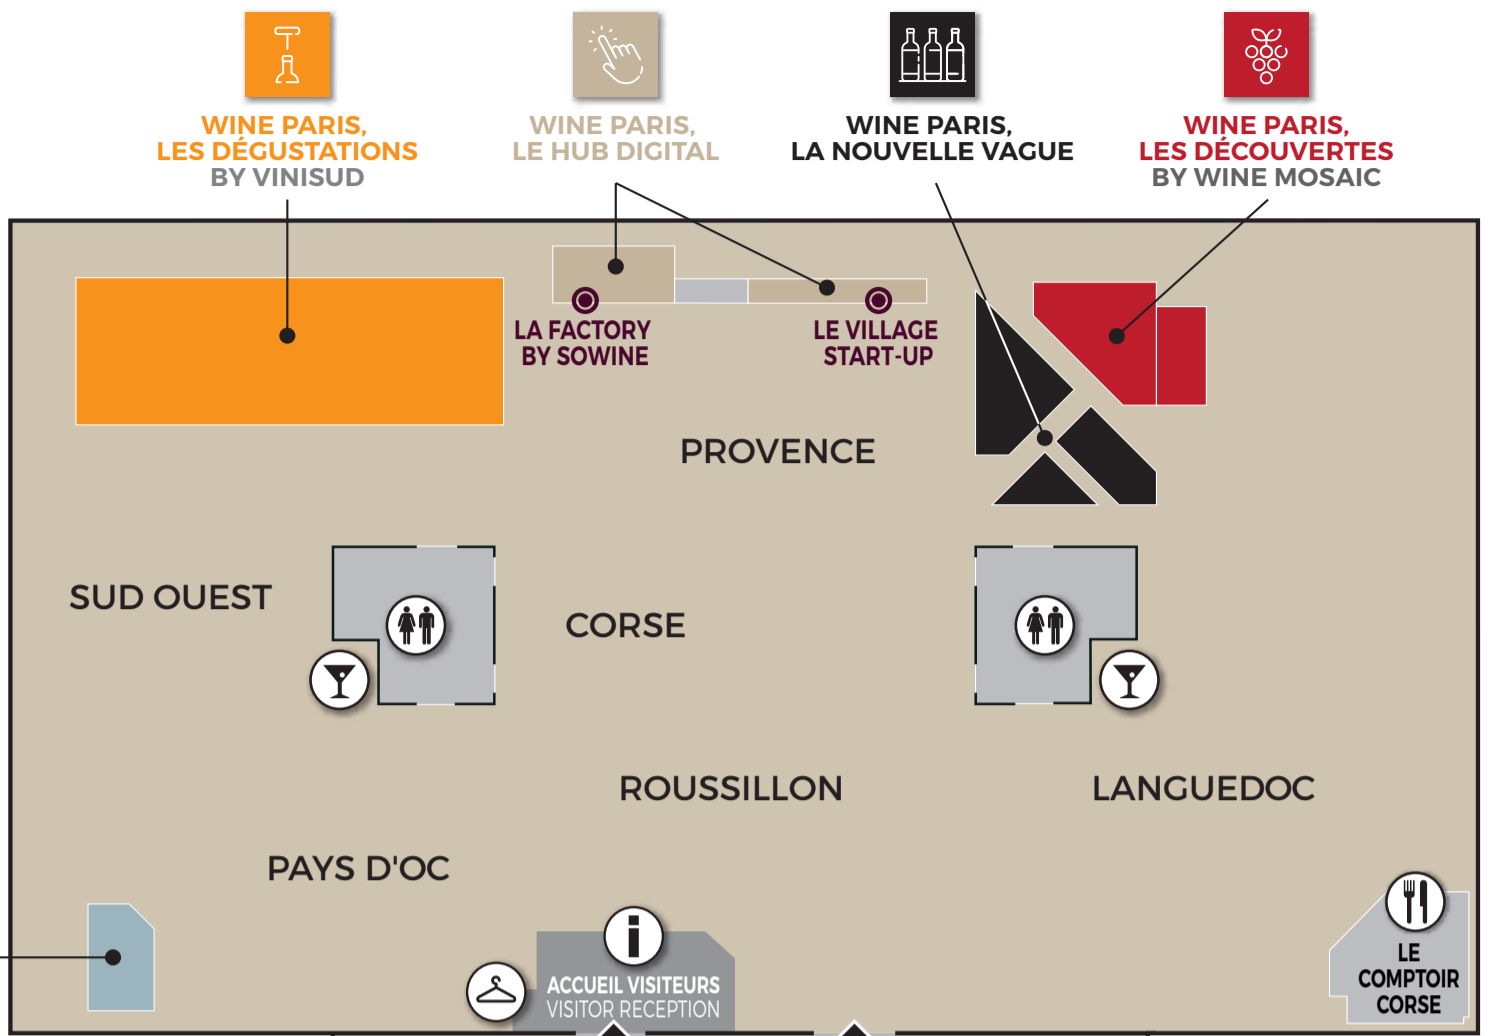 WINE PARIS,
LES DÉGUSTATIONS
BY VINISUD
WINE PARIS,
LE HUB DIGITAL
WINE PARIS,
LA NOUVELLE VAGUE
WINE PARIS,
LES DÉCOUVERTES
BY WINE MOSAIC
LA FACTORY
BY SOWINE
LE VILLAGE
START-UP
PROVENCE
SUD OUEST
CORSE
ROUSSILLON
LANGUEDOC
PAYS D'OC
ACCUEIL VISITEURS
VISITOR RECEPTION
LE
COMPTOIR
CORSE